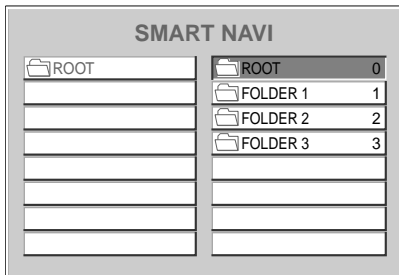 SMART NAVI
ROOT ROOT 0
FOLDER 1 1
FOLDER 2 2
FOLDER 3 3